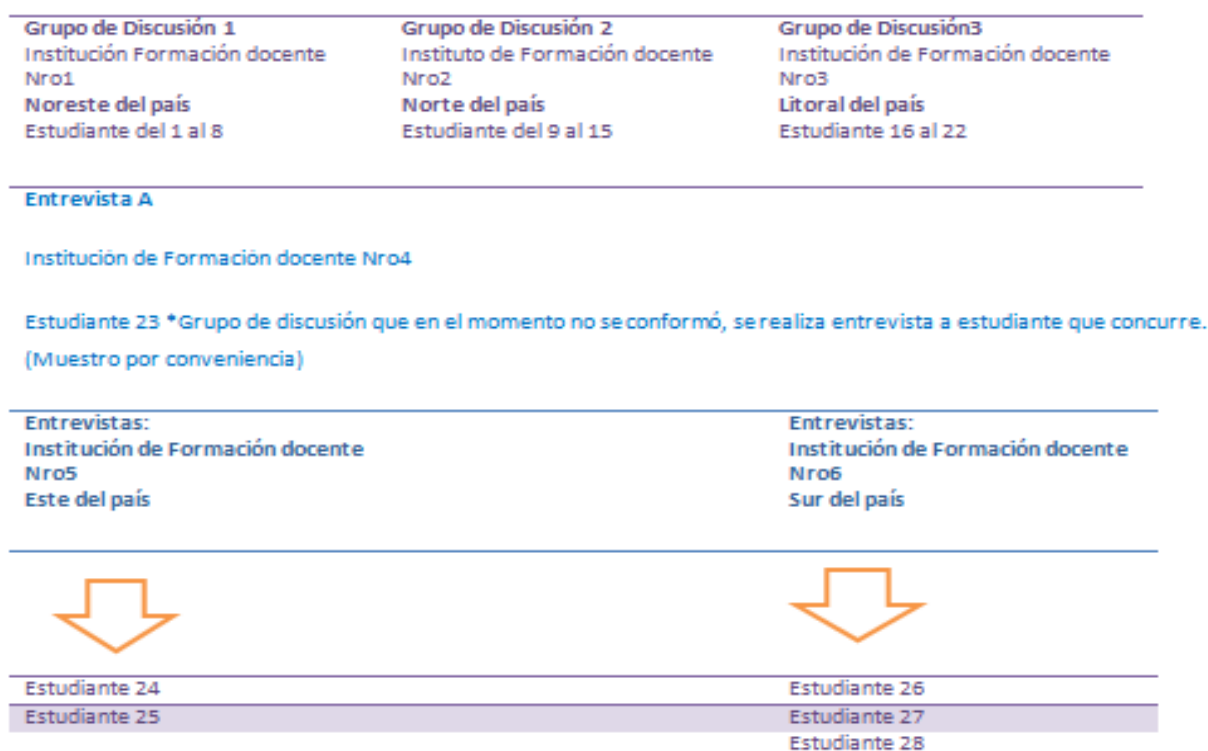 Grupo de Discusión 1
Institución Formación docente
Nro1
Noreste del país
Estudiante del 1 al 8
Grupo de Discusión 2
Instituto de Formación docente
Nro2
Norte del país
Estudiante del 9 al 15
Grupo de Discusión3
Institución de Formación docente
Nro3
Litoral del país
Estudiante 16 al 22
Entrevista A
Institución de Formación docente Nro4
Estudiante 23 *Grupo de discusión que en el momento no se conformó, se realiza entrevista a estudiante que concurre.
(Muestro por conveniencia)
Entrevistas:
Institución de Formación docente
Nro5
Este del país
Entrevistas:
Institución de Formación docente
Nro6
Sur del país
Estudiante 24
Estudiante 25
Estudiante 26
Estudiante 27
Estudiante 28